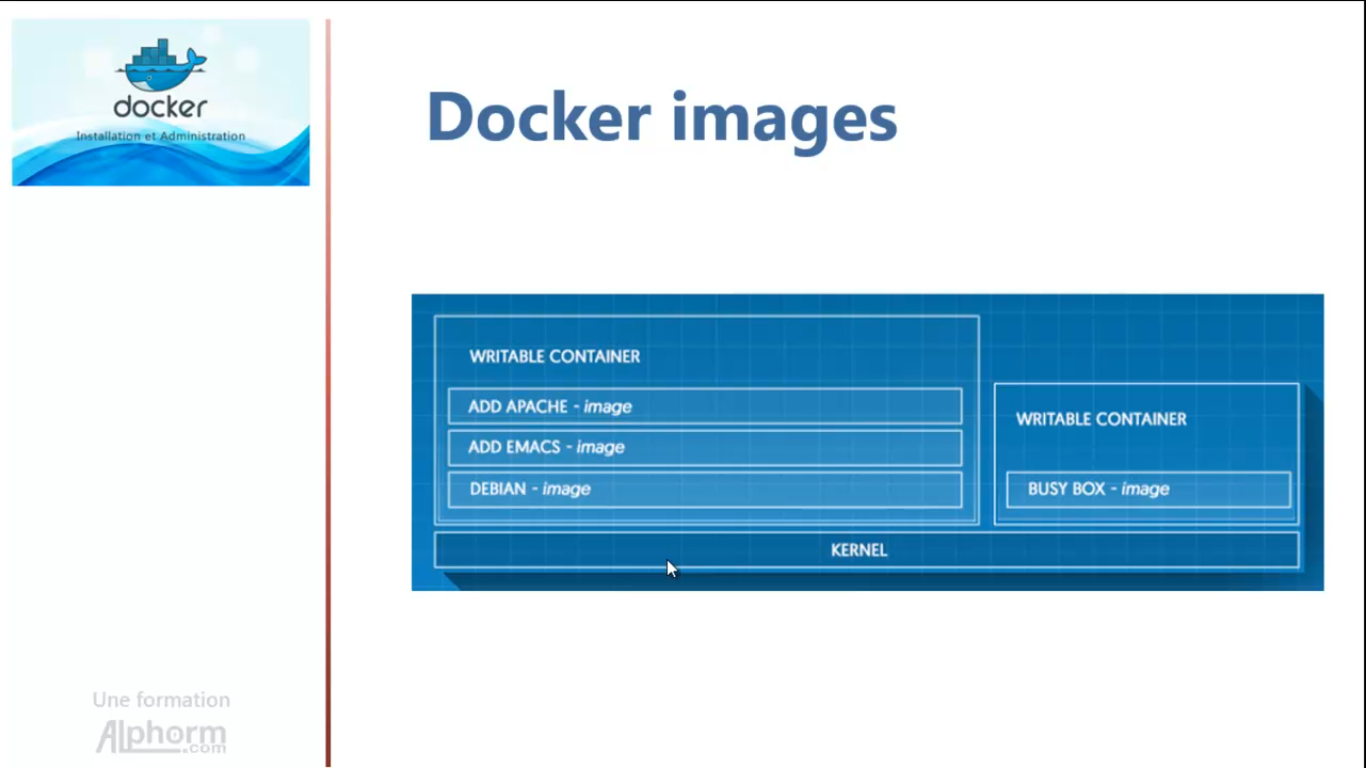 docker
Installation et Administration
Docker images
WRITABLE CONTAINER
ADD APACHE - image
ADD EMACS - image
DEBIAN - image
WRITABLE CONTAINER
BUSY BOX - image
KERNEL
Une formation
Alphorm
.com